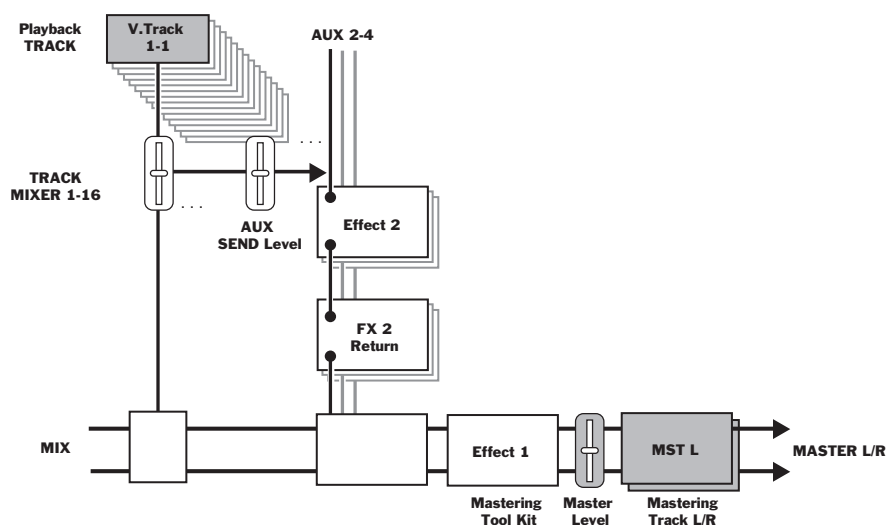 Playback
TRACK
V.Track
1-1
AUX 2-4
. . .
TRACK
MIXER 1-16
. . .
AUX
SEND Level
Effect 2
FX 2
Return
MIX
Effect 1
MST L
MASTER L/R
Mastering
Tool Kit
Master
Level
Mastering
Track L/R